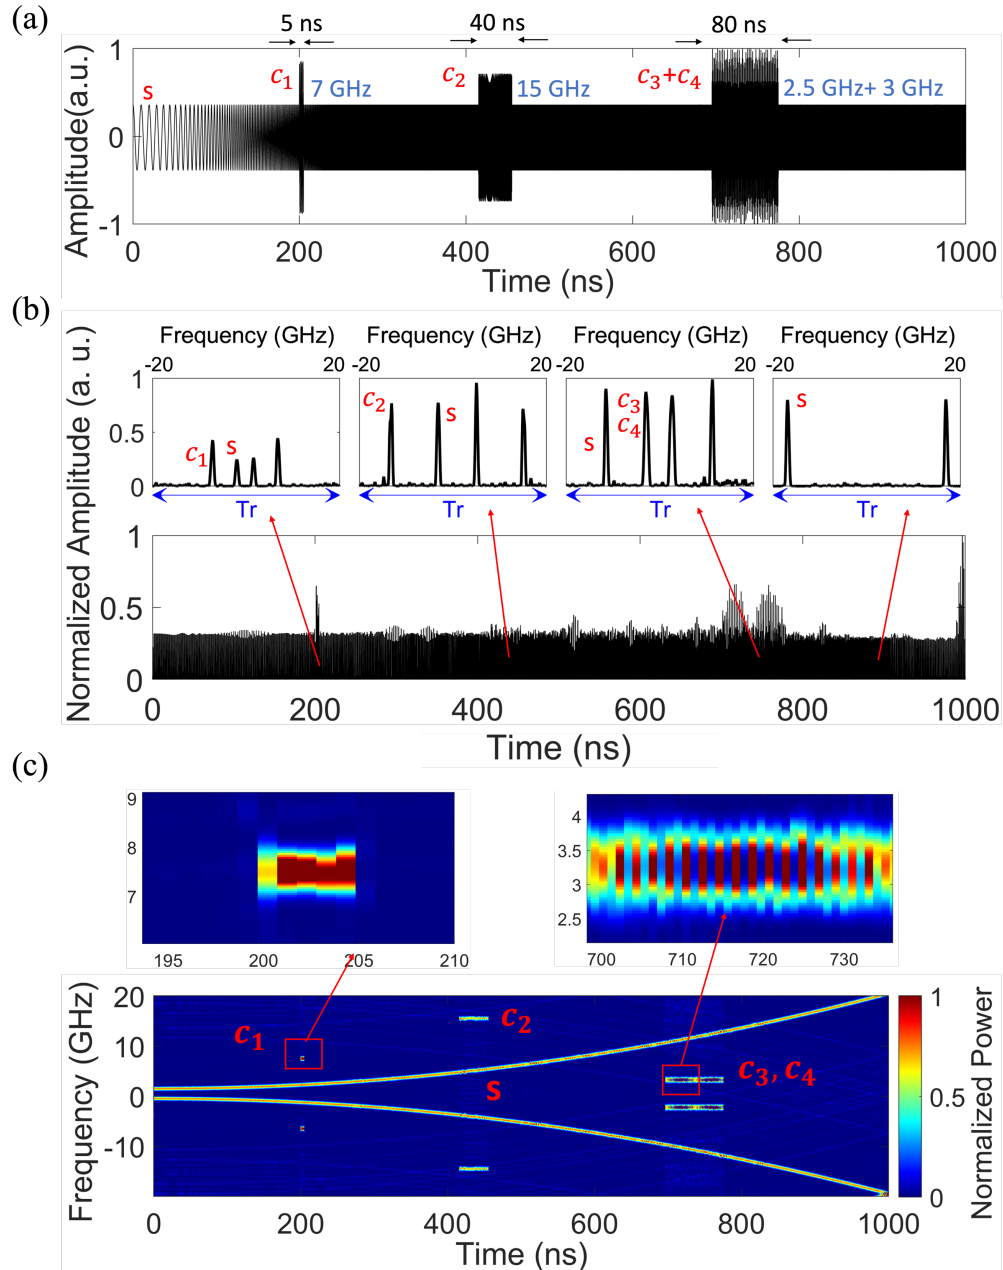 (a)
5 ns
40 ns
80 ns
Amplitude(a.u.)
1
0
-1
s
c1
7 GHz
c2
15 GHz
c3+c4
2.5 GHz+ 3 GHz
0
200
400
600
800
1000
Time (ns)
(b)
Normalized Amplitude (a. u.)
Frequency (GHz)
Frequency (GHz)
Frequency (GHz)
Frequency (GHz)
-20
20
-20
20
-20
20
-20
20
1
0.5
0
c1
s
c2
s
s
c3
c4
s
Tr
Tr
Tr
Tr
1
0.5
0
0
200
400
600
800
1000
Time (ns)
(c)
9
8
7
195
200
205
210
4
3.5
3
2.5
700
710
720
730
Frequency (GHz)
20
10
0
-10
c1
c2
s
c3, c4
0
200
400
600
800
1000
Time (ns)
1
0.5
0
Normalized Power